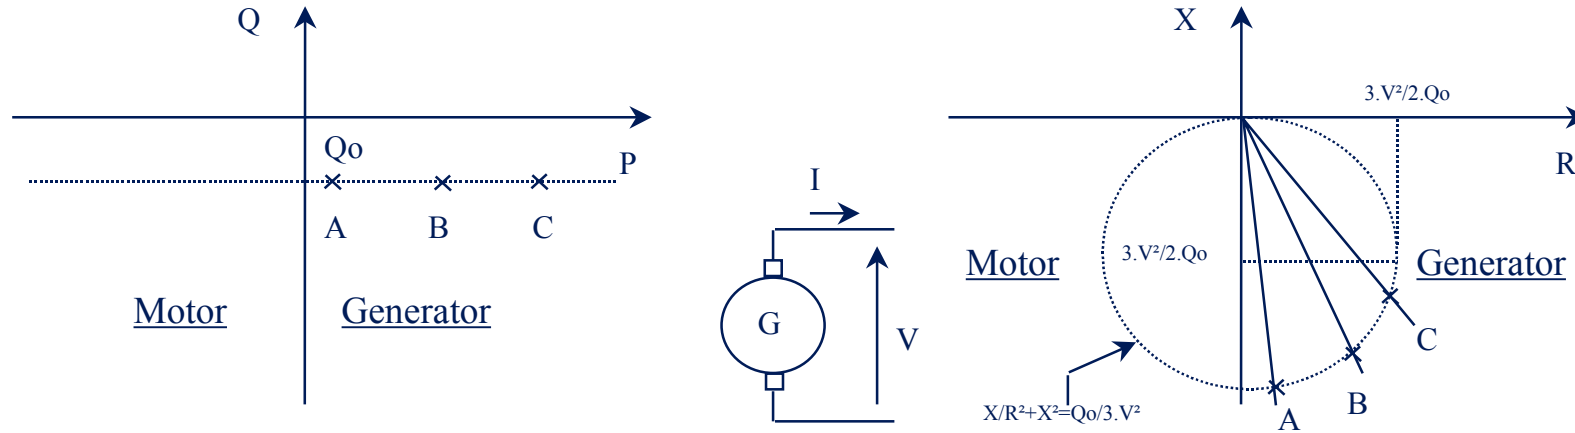 Q
Qo
P
A
B
C
Motor
Generator
I
G
V
X
3.V²/2.Qo
R
3.V²/2.Qo
Motor
Generator
C
B
A
X/R²+X²=Qo/3.V²